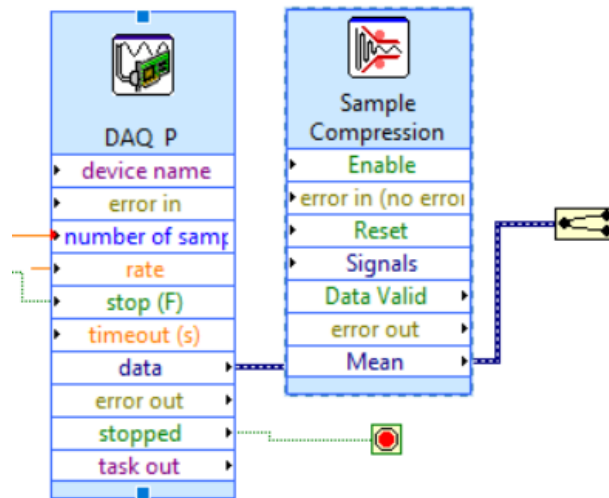 DAQ P
device name
error in
number of samp
rate
stop (F)
timeout (s)
data
error out
stopped
task out
Sample
Compression
Enable
error in (no erroı
Reset
Signals
Data Valid
error out
Mean